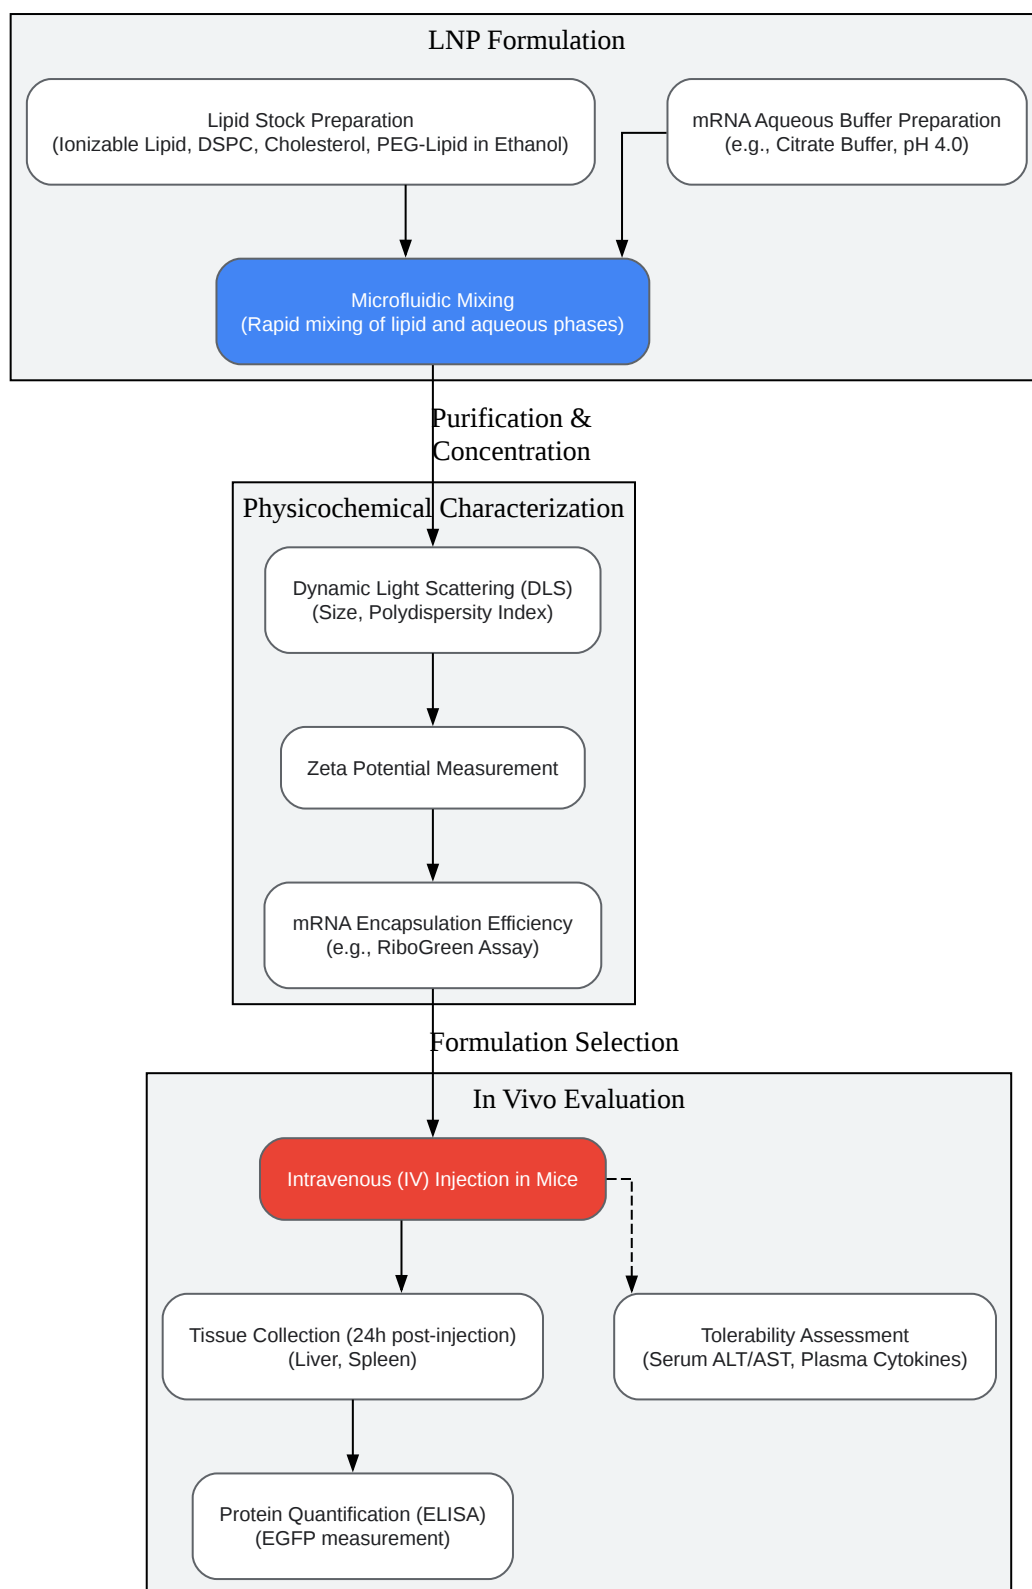 LNP Formulation
Lipid Stock Preparation
(Ionizable Lipid, DSPC, Cholesterol, PEG-Lipid in Ethanol)
mRNA Aqueous Buffer Preparation
(e.g., Citrate Buffer, pH 4.0)
Microfluidic Mixing
(Rapid mixing of lipid and aqueous phases)
Purification &
Concentration
Physicochemical Characterization
Dynamic Light Scattering (DLS)
(Size, Polydispersity Index)
Zeta Potential Measurement
mRNA Encapsulation Efficiency
(e.g., RiboGreen Assay)
Formulation Selection
In Vivo Evaluation
Intravenous (IV) Injection in Mice
Tissue Collection (24h post-injection)
(Liver, Spleen)
Tolerability Assessment
(Serum ALT/AST, Plasma Cytokines)
Protein Quantification (ELISA)
(EGFP measurement)